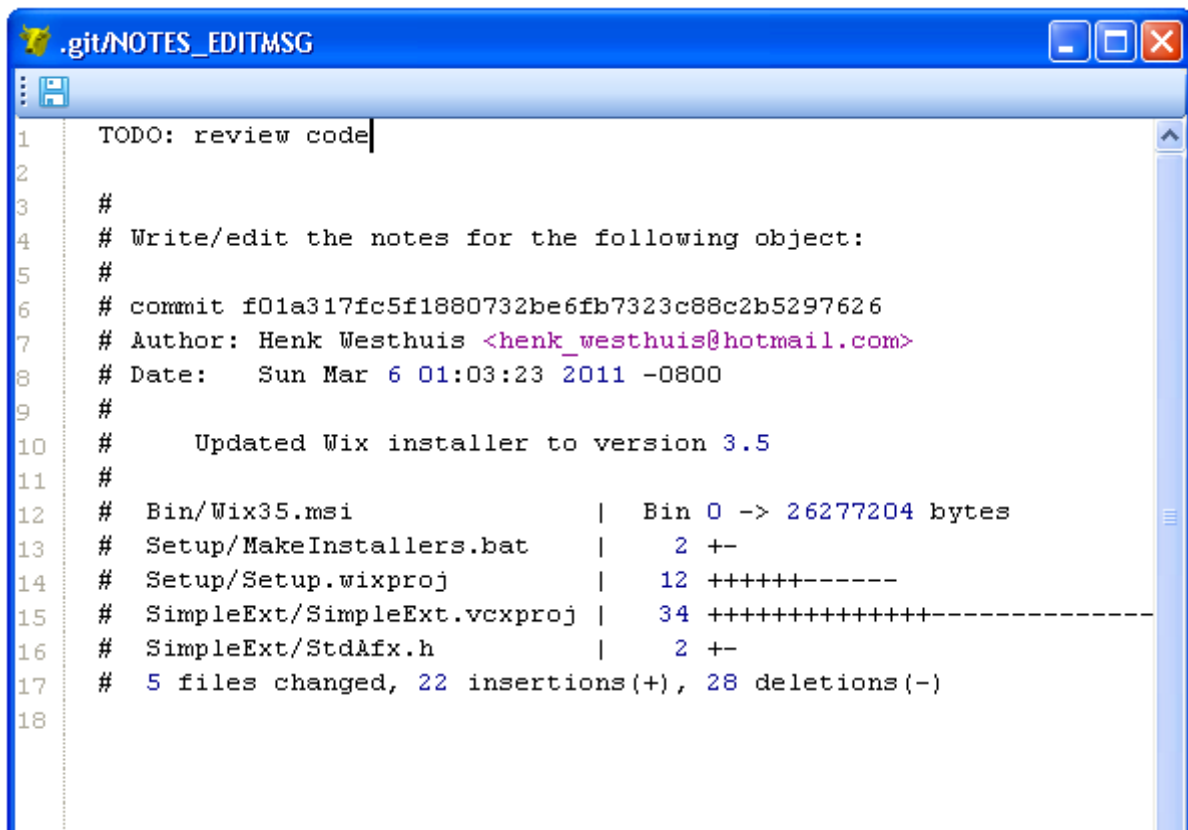 .git/NOTES_EDITMSG
1 TODO: review code
2
3 #
4 # Write/edit the notes for the following object:
5 #
6 # commit f01a317fc5f1880732be6fb7323c88c2b5297626
7 # Author: Henk Westhuis <henk_westhuis@hotmail.com>
8 # Date:   Sun Mar 6 01:03:23 2011 -0800
9 #
10 #     Updated Wix installer to version 3.5
11 #
12 #  Bin/Wix35.msi               |   Bin 0 -> 26277204 bytes
13 #  Setup/MakeInstallers.bat    |     2 +-
14 #  Setup/Setup.wixproj         |    12 ++++++------
15 #  SimpleExt/SimpleExt.vcxproj |    34 ++++++++++++++--------------
16 #  SimpleExt/StdAfx.h          |     2 +-
17 #  5 files changed, 22 insertions(+), 28 deletions(-)
18